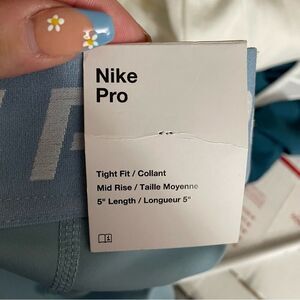 Nike
Pro
Tight Fit / Collant
Mid Rise / Taille Moyenne
5" Length / Longueur 5"